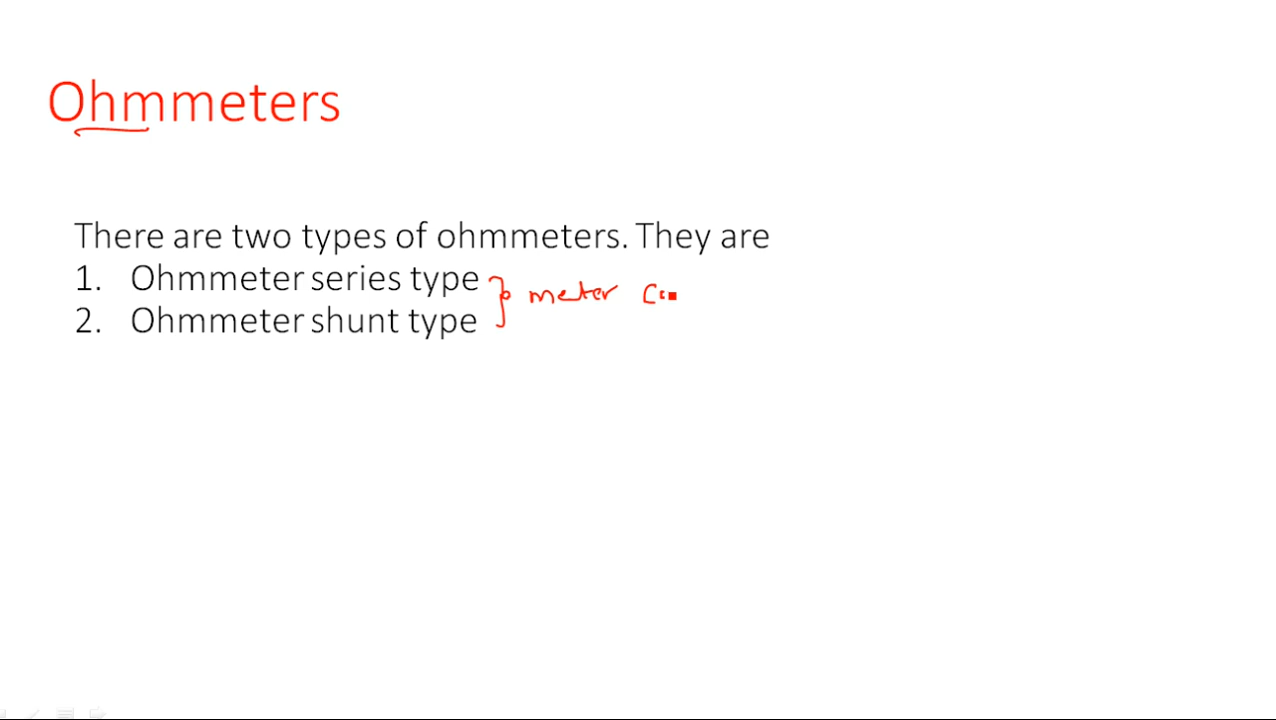 Ohmmeters
There are two types of ohmmeters. They are
1. Ohmmeter series type
2. Ohmmeter shunt type
meter